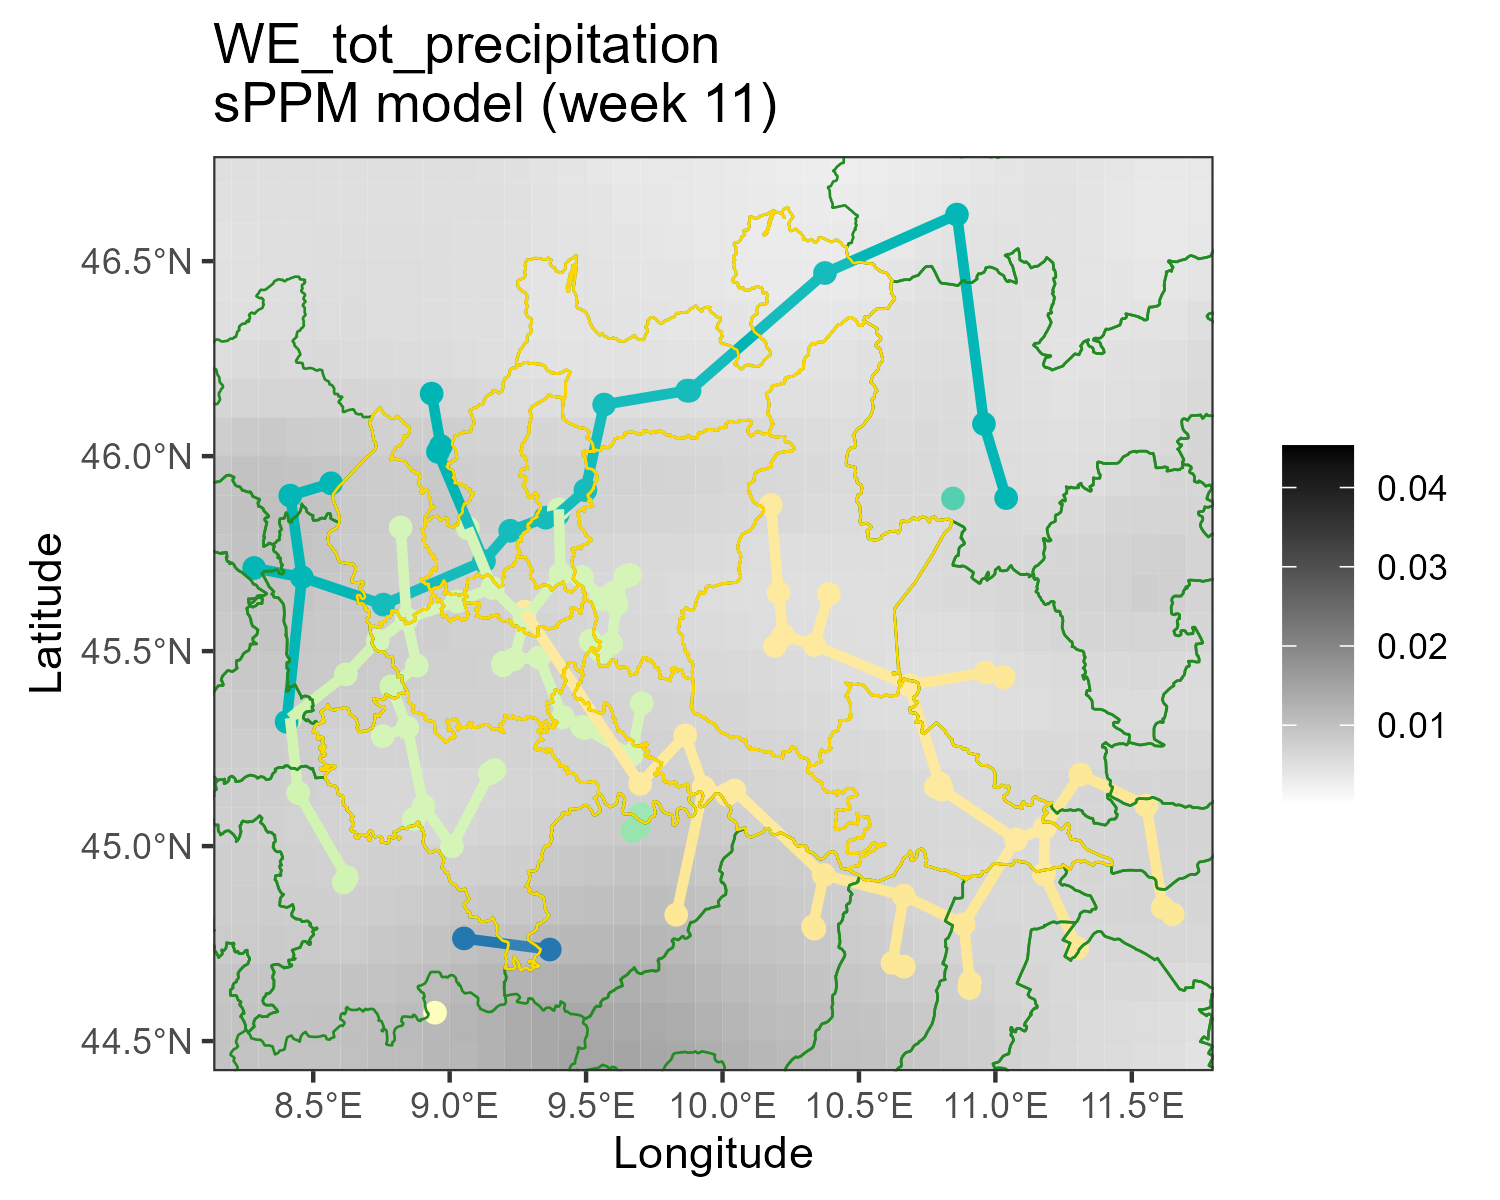 WE_tot_precipitation
sPPM model (week 11)
46.5°N
46.0°N
45.5°N
45.0°N
44.5°N
Latitude
8.5°E 9.0°E 9.5°E 10.0°E 10.5°E 11.0°E 11.5°E
Longitude
0.04
0.03
0.02
0.01